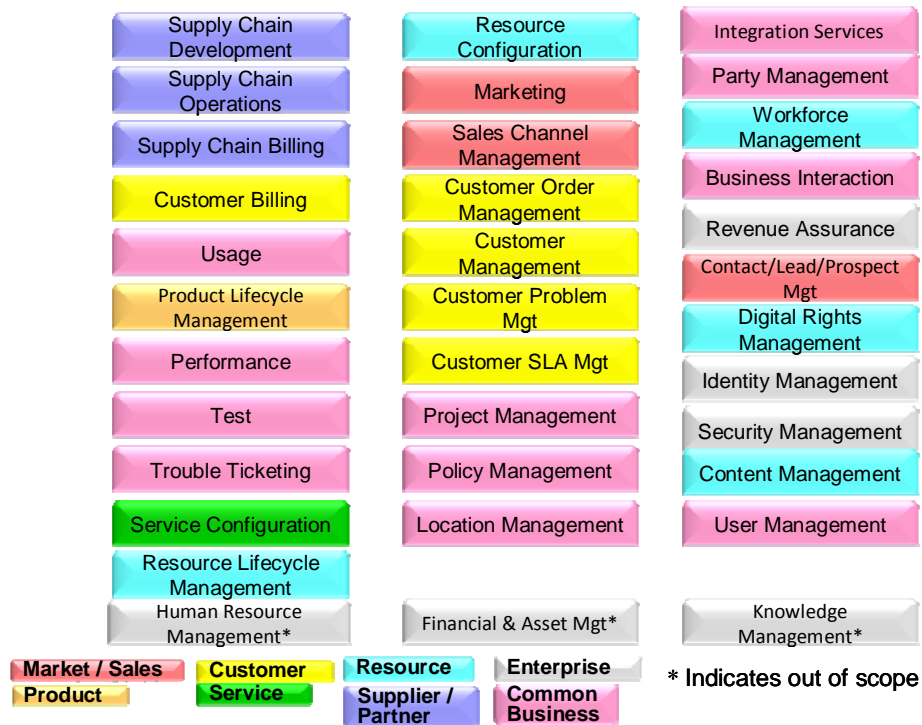 Supply Chain
Development
Supply Chain
Operations
Supply Chain Billing
Customer Billing
Usage
Product Lifecycle
Management
Performance
Test
Trouble Ticketing
Service Configuration
Resource Lifecycle
Management
Human Resource
Management*
Resource
Configuration
Marketing
Sales Channel
Management
Customer Order
Management
Customer
Management
Customer Problem
Mgt
Customer SLA Mgt
Project Management
Policy Management
Location Management
Financial & Asset Mgt*
Integration Services
Party Management
Workforce
Management
Business Interaction
Revenue Assurance
Contact/Lead/Prospect
Mgt
Digital Rights
Management
Identity Management
Security Management
Content Management
User Management
Knowledge
Management*
Market / Sales
Customer
Resource
Enterprise
Product
Service
Supplier /
Partner
Common
Business
* Indicates out of scope